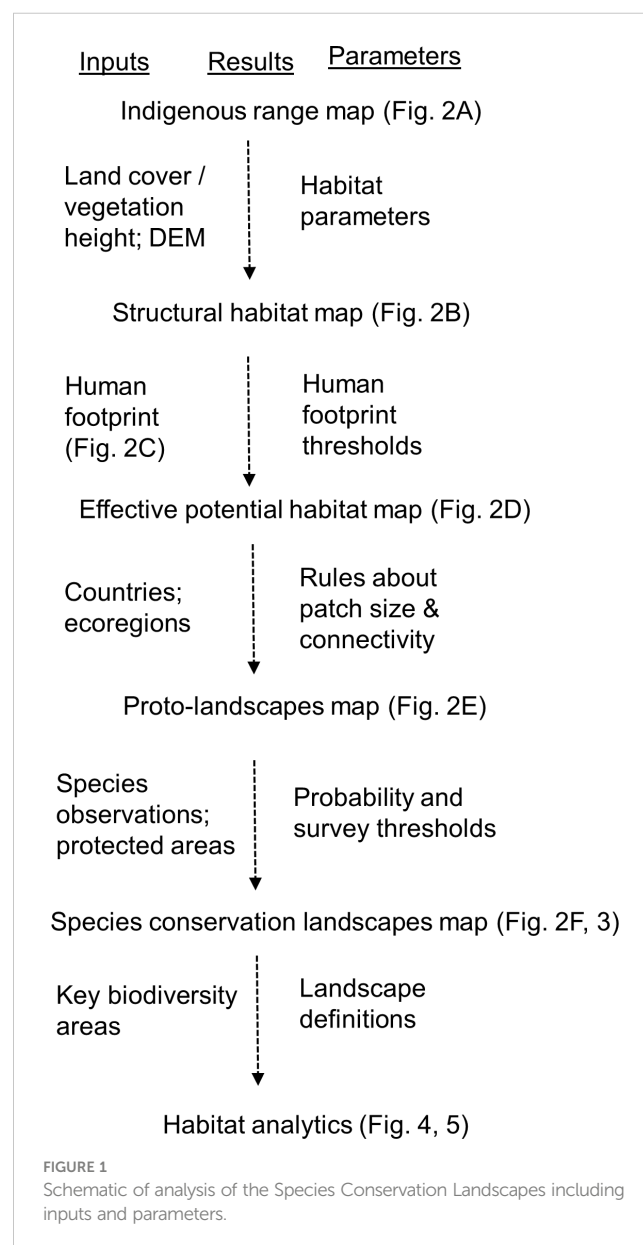 Inputs Results Parameters
Indigenous range map (Fig. 2A)
Land cover /
vegetation
height; DEM
Habitat
parameters
Structural habitat map (Fig. 2B)
Human
footprint
(Fig. 2C)
Human
footprint
thresholds
Effective potential habitat map (Fig. 2D)
Countries;
ecoregions
Rules about
patch size &
connectivity
Proto-landscapes map (Fig. 2E)
Species
observations;
protected areas
Probability and
survey thresholds
Species conservation landscapes map (Fig. 2F, 3)
Key biodiversity
areas
Landscape
definitions
Habitat analytics (Fig. 4, 5)
FIGURE 1
Schematic of analysis of the Species Conservation Landscapes including
inputs and parameters.